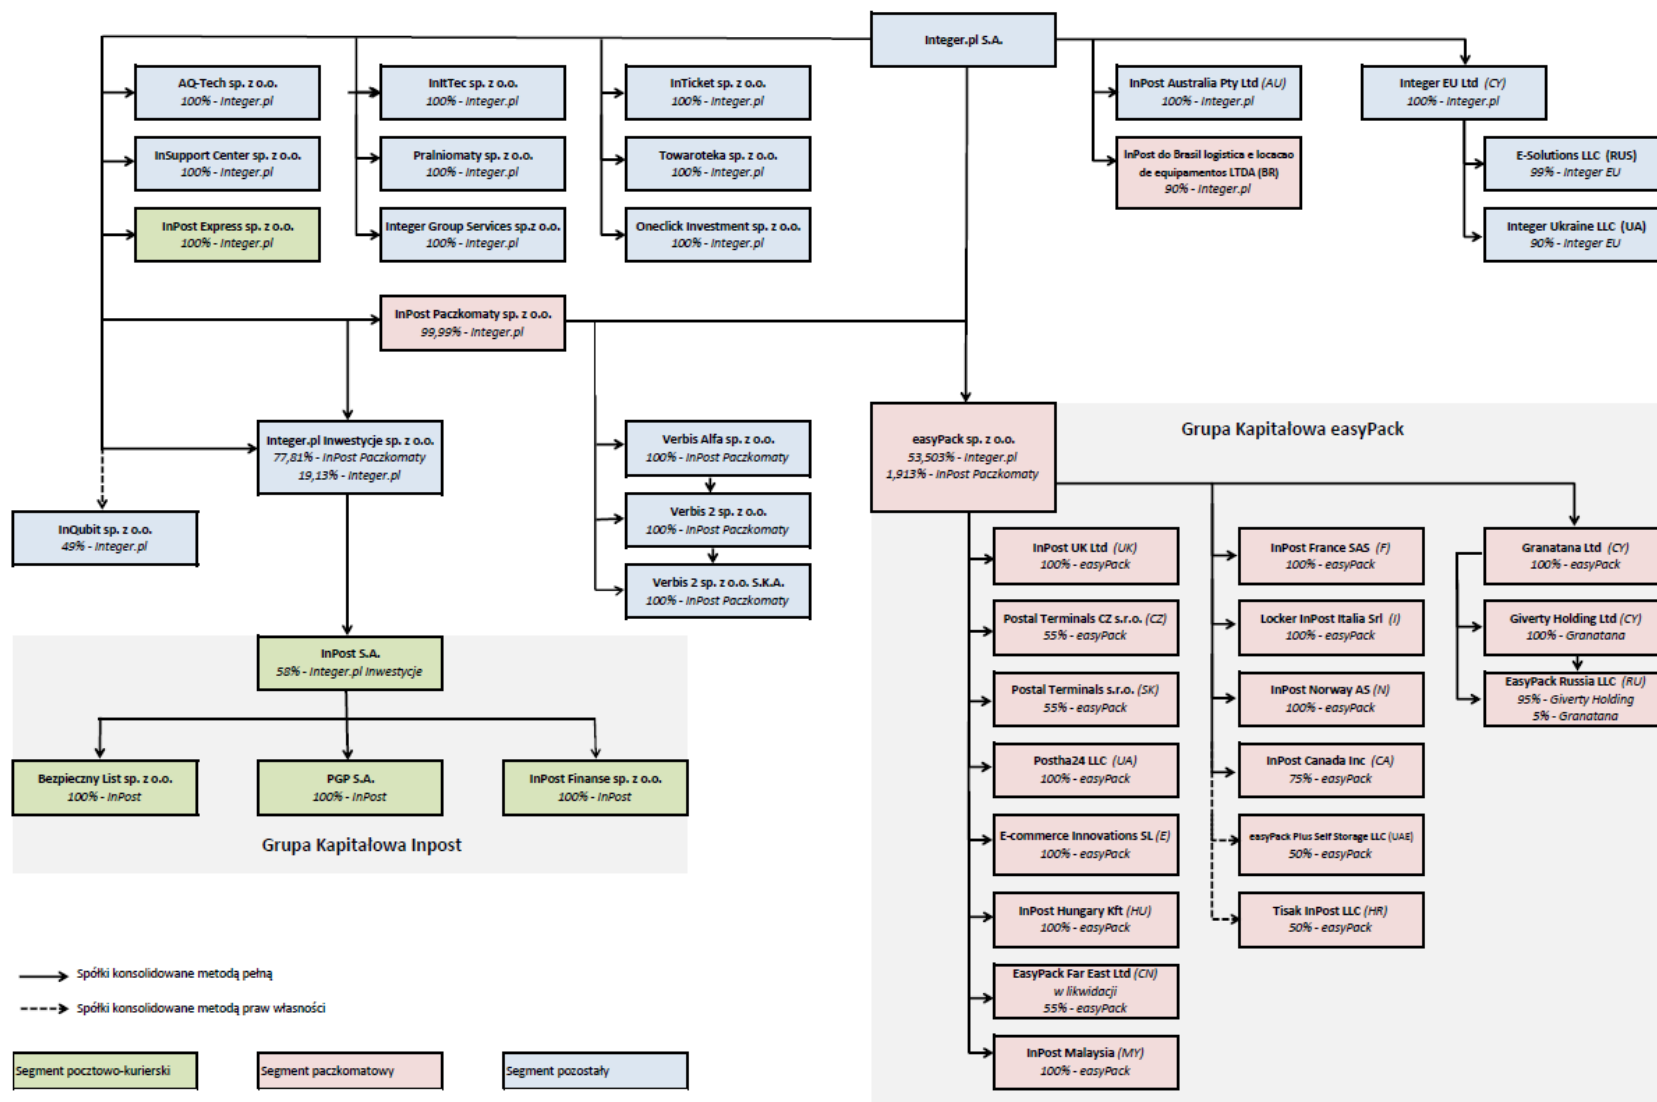 Integer.pl S.A.
AQ-Tech sp. z o.o.
100% - Integer.pl
InItTec sp. z o.o.
100% - Integer.pl
InTicket sp. z o.o.
100% - Integer.pl
InPost Australia Pty Ltd (AU)
100% - Integer.pl
Integer EU Ltd (CY)
100% - Integer.pl
InSupport Center sp. z o.o.
100% - Integer.pl
Pralniomaty sp. z o.o.
100% - Integer.pl
Towaroteka sp. z o.o.
100% - Integer.pl
InPost do Brasil logistica e locacao
de equipamentos LTDA (BR)
90% - Integer.pl
E-Solutions LLC (RUS)
99% - Integer EU
InPost Express sp. z o.o.
100% - Integer.pl
Integer Group Services sp.z o.o.
100% - Integer.pl
Oneclick Investment sp. z o.o.
100% - Integer.pl
Integer Ukraine LLC (UA)
90% - Integer EU
InPost Paczkomaty sp. z o.o.
99,99% - Integer.pl
Integer.pl Inwestycje sp. z o.o.
77,81% - InPost Paczkomaty
19,13% - Integer.pl
Verbis Alfa sp. z o.o.
100% - InPost Paczkomaty
easyPack sp. z o.o.
53,503% - Integer.pl
1,913% - InPost Paczkomaty
Grupa Kapitałowa easyPack
InQubit sp. z o.o.
49% - Integer.pl
Verbis 2 sp. z o.o.
100% - InPost Paczkomaty
Verbis 2 sp. z o.o. S.K.A.
100% - InPost Paczkomaty
InPost UK Ltd (UK)
100% - easyPack
InPost France SAS (F)
100% - easyPack
Granatana Ltd (CY)
100% - easyPack
Postal Terminals CZ s.r.o. (CZ)
55% - easyPack
Locker InPost Italia Srl (I)
100% - easyPack
Giverty Holding Ltd (CY)
100% - Granatana
InPost S.A.
58% - Integer.pl Inwestycje
Postal Terminals s.r.o. (SK)
55% - easyPack
InPost Norway AS (N)
100% - easyPack
EasyPack Russia LLC (RU)
95% - Giverty Holding
5% - Granatana
Bezpieczny List sp. z o.o.
100% - InPost
PGP S.A.
100% - InPost
InPost Finanse sp. z o.o.
100% - InPost
Postha24 LLC (UA)
100% - easyPack
InPost Canada Inc (CA)
75% - easyPack
Grupa Kapitałowa Inpost
E-commerce Innovations SL (E)
100% - easyPack
easyPack Plus Self Storage LLC (UAE)
50% - easyPack
InPost Hungary Kft (HU)
100% - easyPack
Tisak InPost LLC (HR)
50% - easyPack
EasyPack Far East Ltd (CN)
w likwidacji
55% - easyPack
InPost Malaysia (MY)
100% - easyPack
Spółki konsolidowane metodą pełną
Spółki konsolidowane metodą praw własności
Segment pocztowo-kurierski
Segment paczkomatowy
Segment pozostały